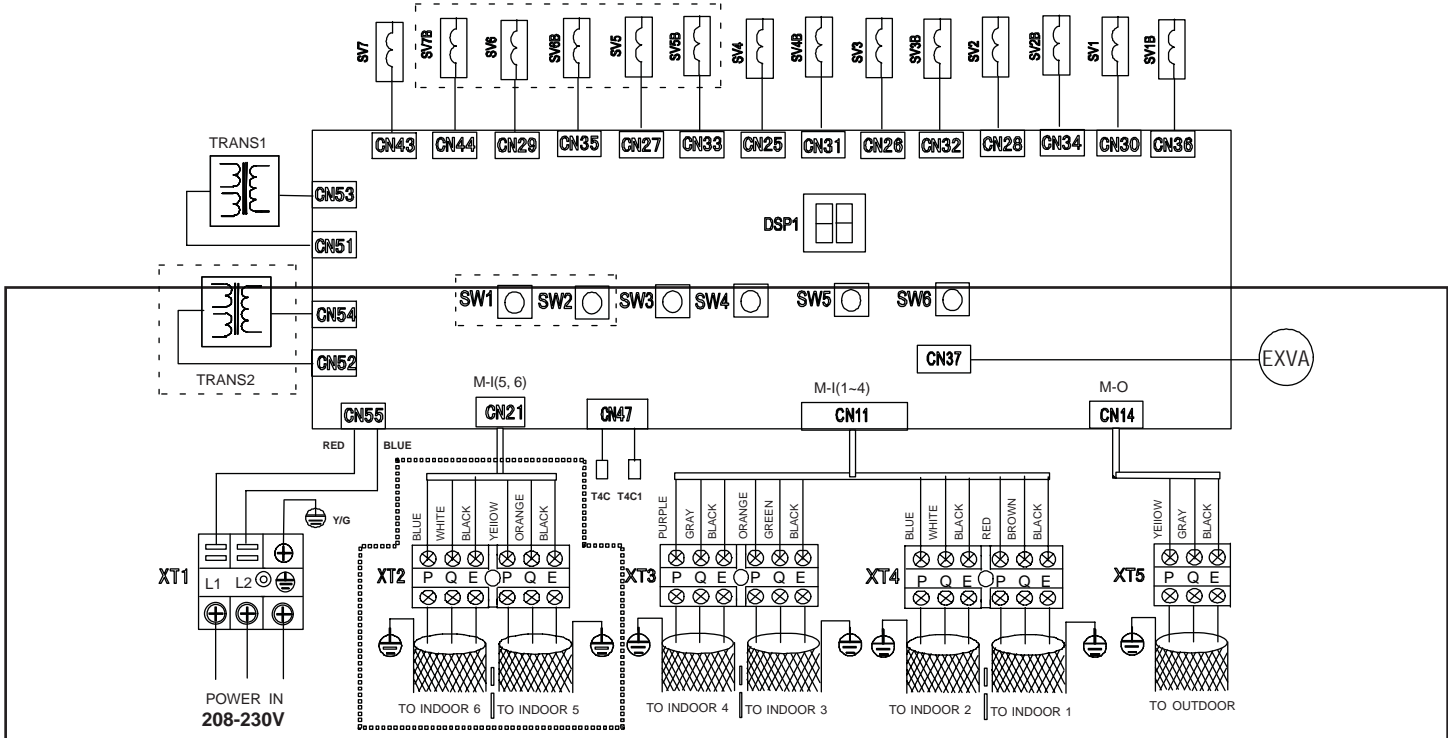 SV7 SV7B SV6 SV6B SV5 SV5B SV4 SV4B SV3 SV3B SV2 SV2B SV1 SV1B
CN43 CN44 CN29 CN35 CN27 CN33 CN25 CN31 CN26 CN32 CN28 CN34 CN30 CN36
TRANS1
CN53
DSP1
CN51
SW1 SW2 SW3 SW4 SW5 SW6
CN54
CN52
CN37
EXVA
TRANS2
M-I(5, 6) M-I(1~4) M-O
CN55 CN21 CN47 CN11 CN14
RED BLUE
T4C T4C1
Y/G
BLUE WHITE BLACK YEllOW ORANGE BLACK PURPLE GRAY BLACK ORANGE GREEN BLACK BLUE WHITE BLACK RED BROWN BLACK YEllOW GRAY BLACK
XT1 L1 L2 XT2 P Q E P Q E XT3 P Q E P Q E XT4 P Q E P Q E XT5 P Q E
POWER IN
208-230V
TO INDOOR 6 TO INDOOR 5 TO INDOOR 4 TO INDOOR 3 TO INDOOR 2 TO INDOOR 1 TO OUTDOOR